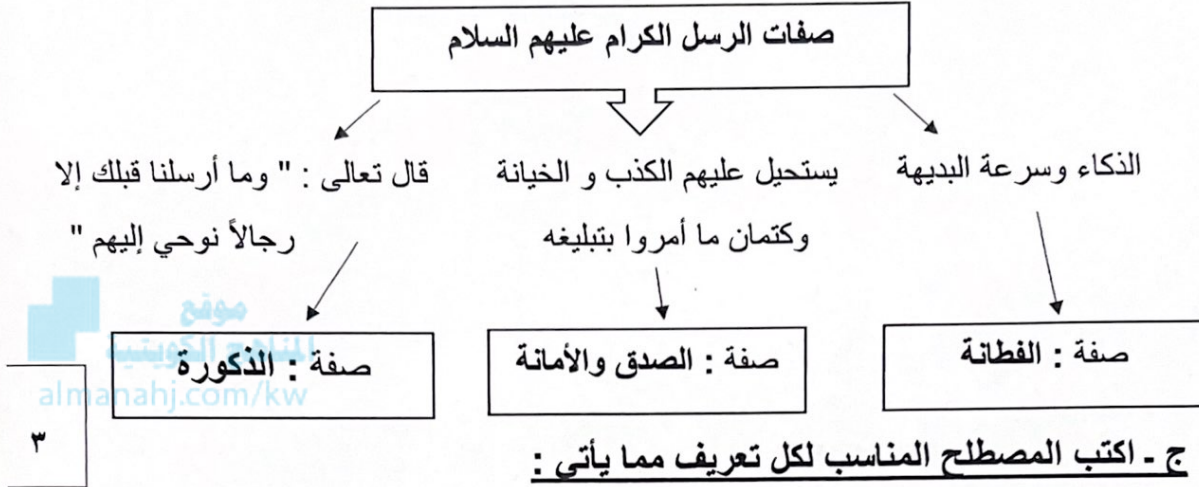 صفات الرسل الكرام عليهم السلام
الذكاء وسرعة البديهة
يستحيل عليهم الكذب و الخيانة
وكتمان ما أمروا بتبليغه
قال تعالى : " وما أرسلنا قبلك إلا
رجالاً نوحي إليهم "
صفة : الفطانة
صفة : الصدق والأمانة
صفة : الذكورة
موقع
المناهج الكويتية
almanahj.com/kw
٣
ج ـ اكتب المصطلح المناسب لكل تعريف مما يأتي :